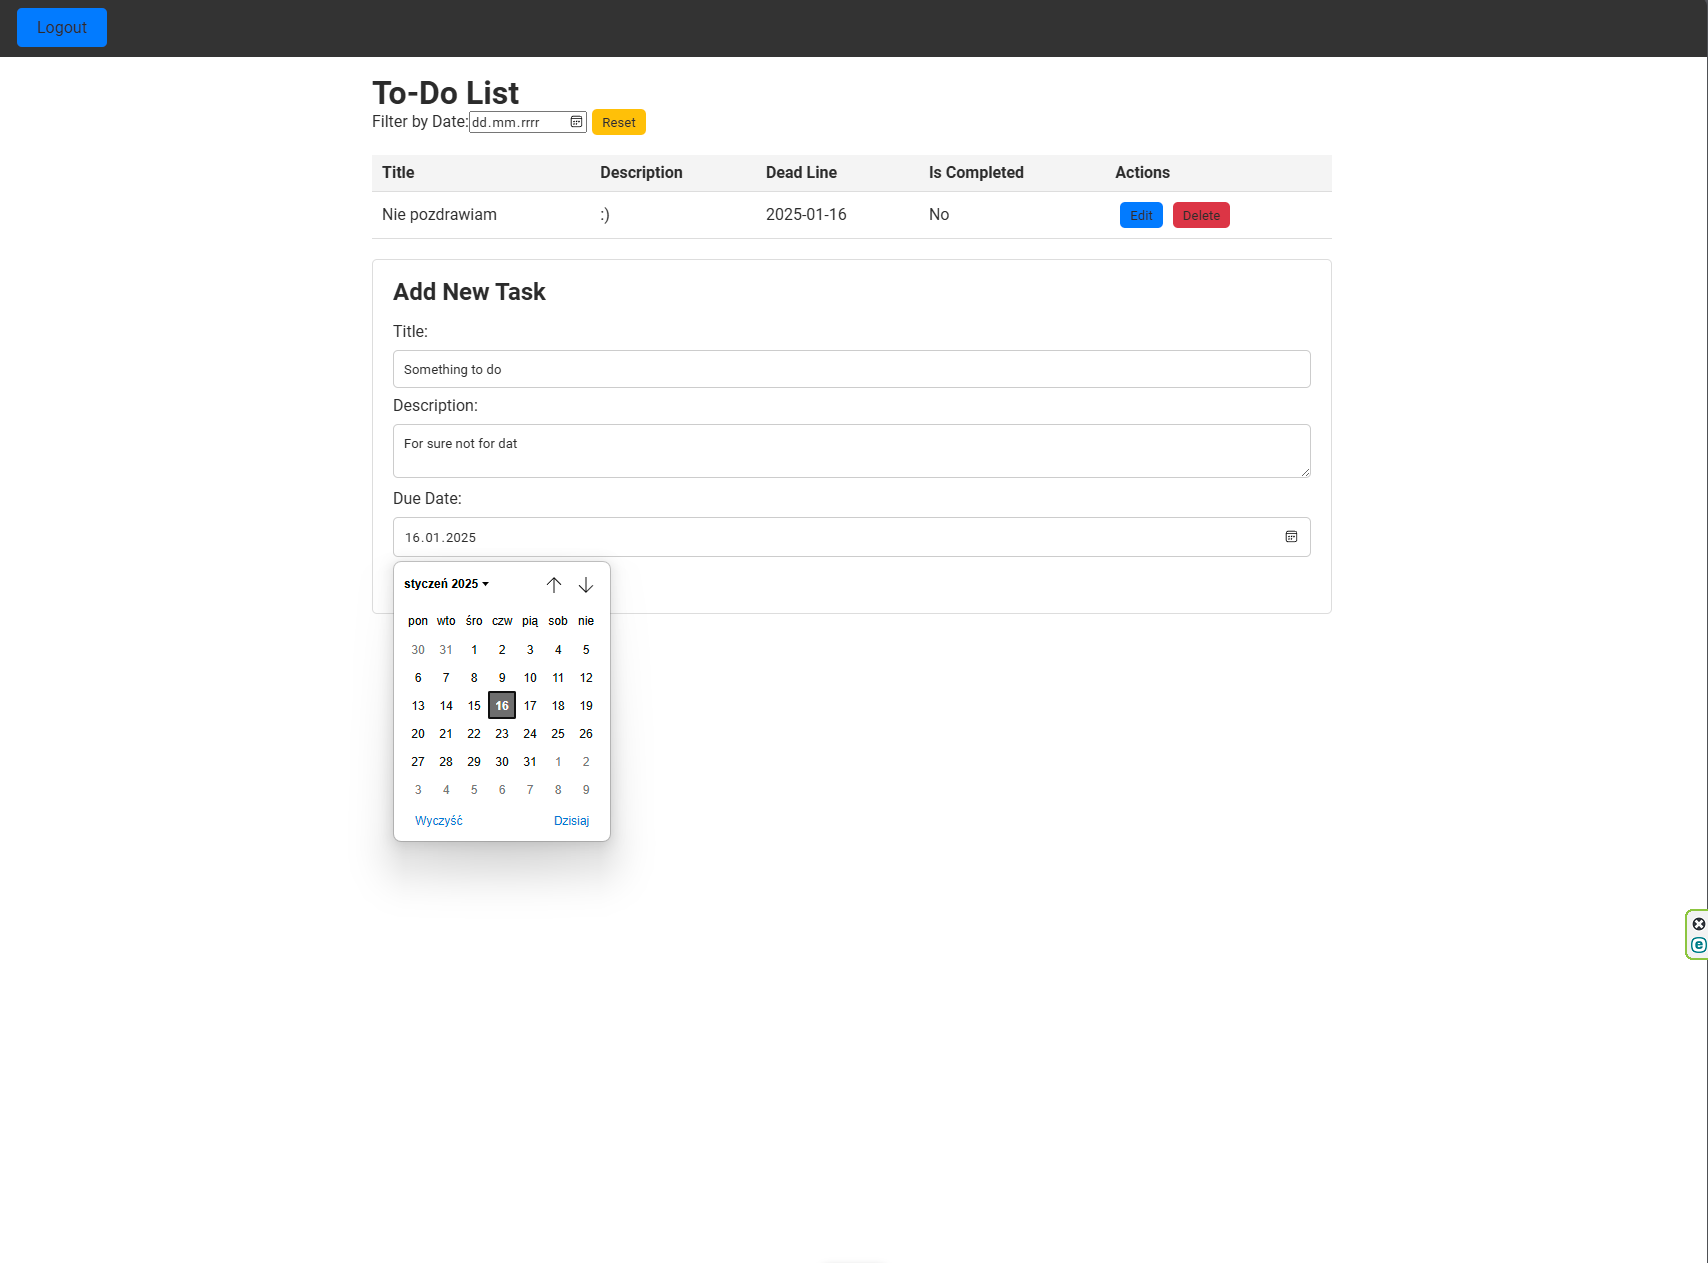 Logout
To-Do List
Filter by Date: dd.mm.rrrr Reset
Title Description Dead Line Is Completed Actions
Nie pozdrawiam :) 2025-01-16 No Edit Delete
Add New Task
Title:
Something to do
Description:
For sure not for dat
Due Date:
16.01.2025
styczeń 2025
pon wto śro czw pią sob nie
30 31 1 2 3 4 5
6 7 8 9 10 11 12
13 14 15 16 17 18 19
20 21 22 23 24 25 26
27 28 29 30 31 1 2
3 4 5 6 7 8 9
Wyczyść Dzisiaj
e